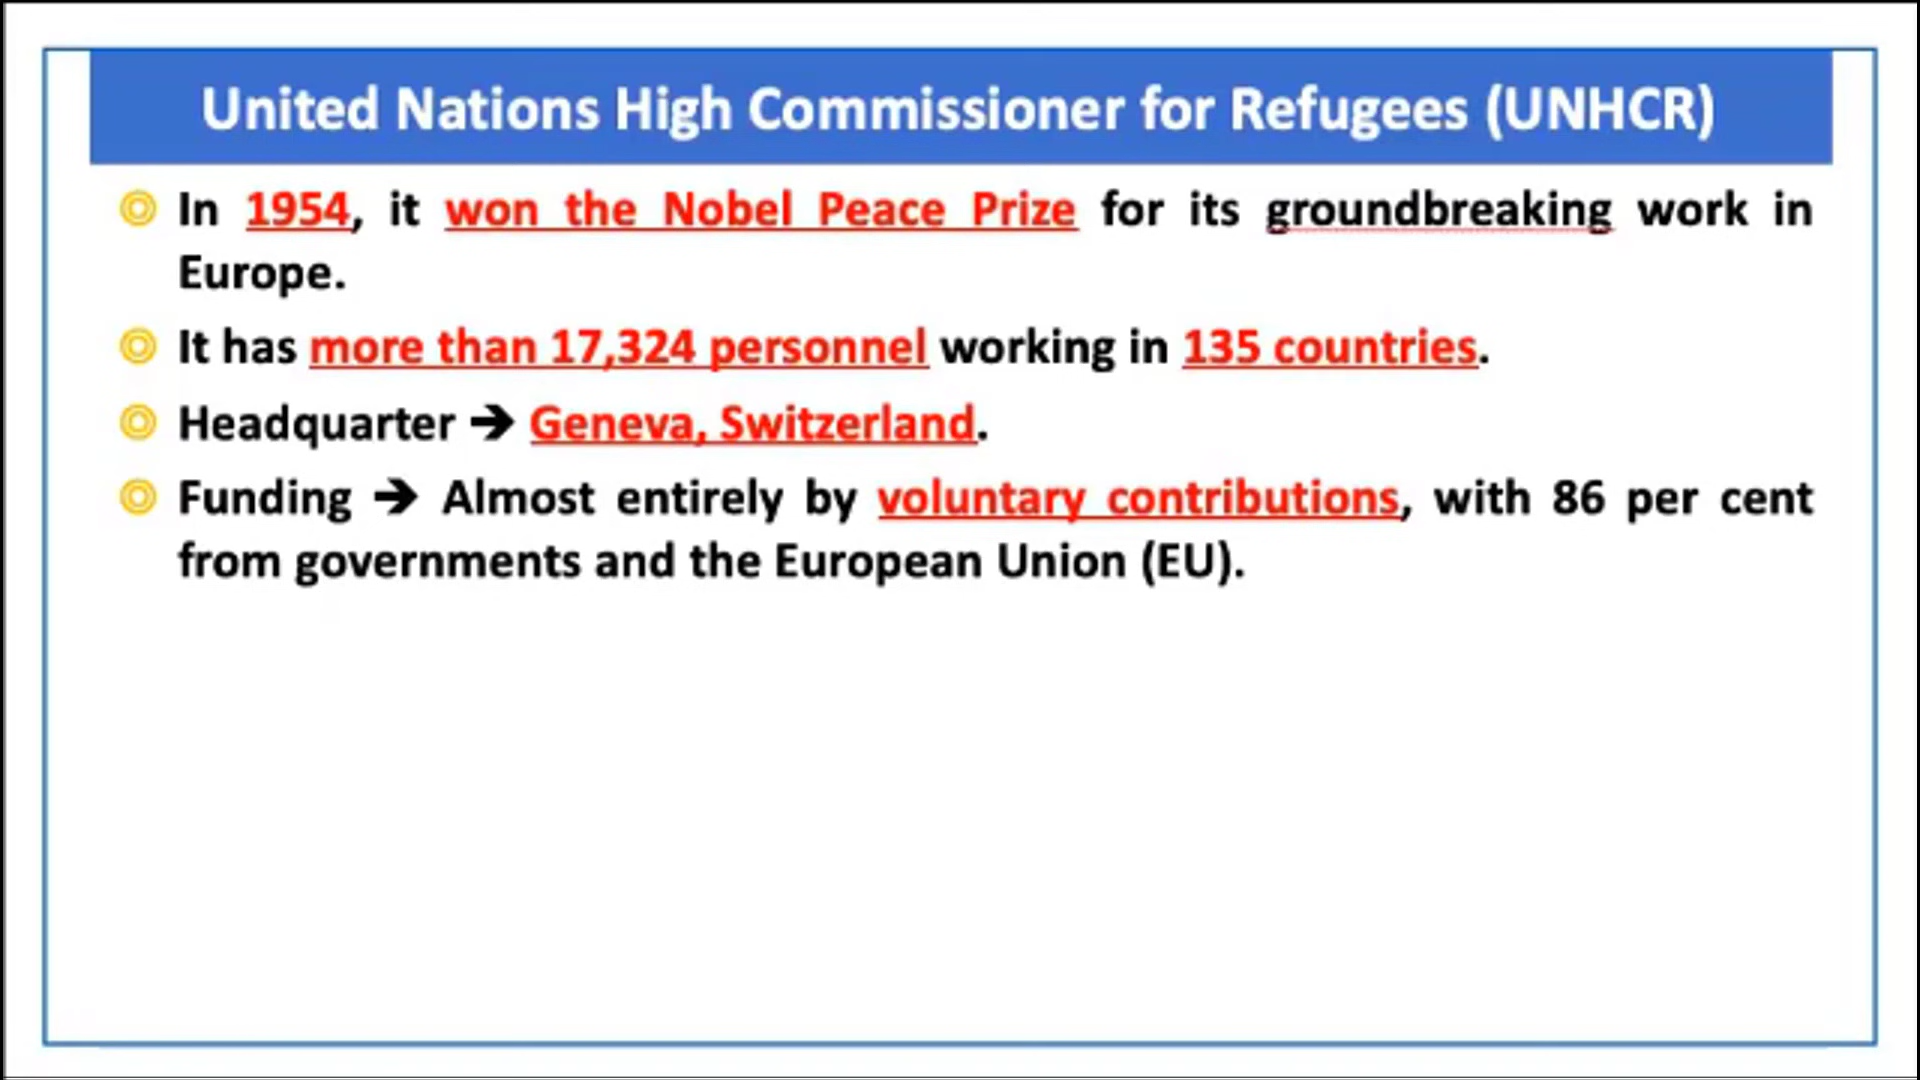 United Nations High Commissioner for Refugees (UNHCR)
◎ In 1954, it won the Nobel Peace Prize for its groundbreaking work in
Europe.
◎ It has more than 17,324 personnel working in 135 countries.
◎ Headquarter ➔ Geneva, Switzerland.
◎ Funding ➔ Almost entirely by voluntary contributions, with 86 per cent
from governments and the European Union (EU).